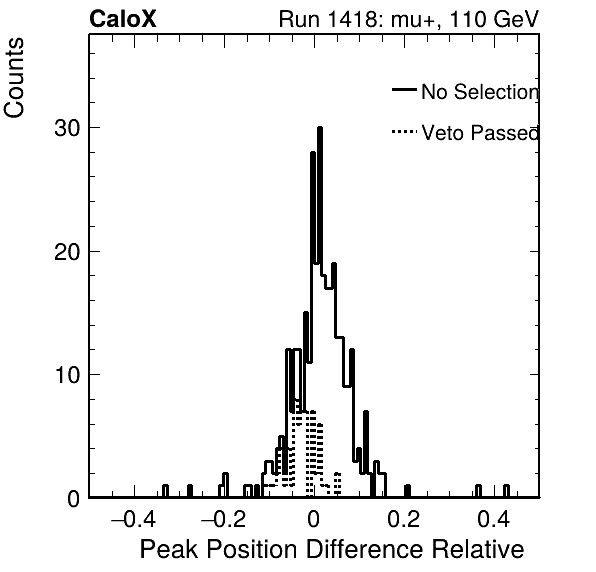 CaloX Run 1418: mu+, 110 GeV
Counts
No Selection
Veto Passed
30
20
10
0
−0.4 −0.2 0 0.2 0.4
Peak Position Difference Relative